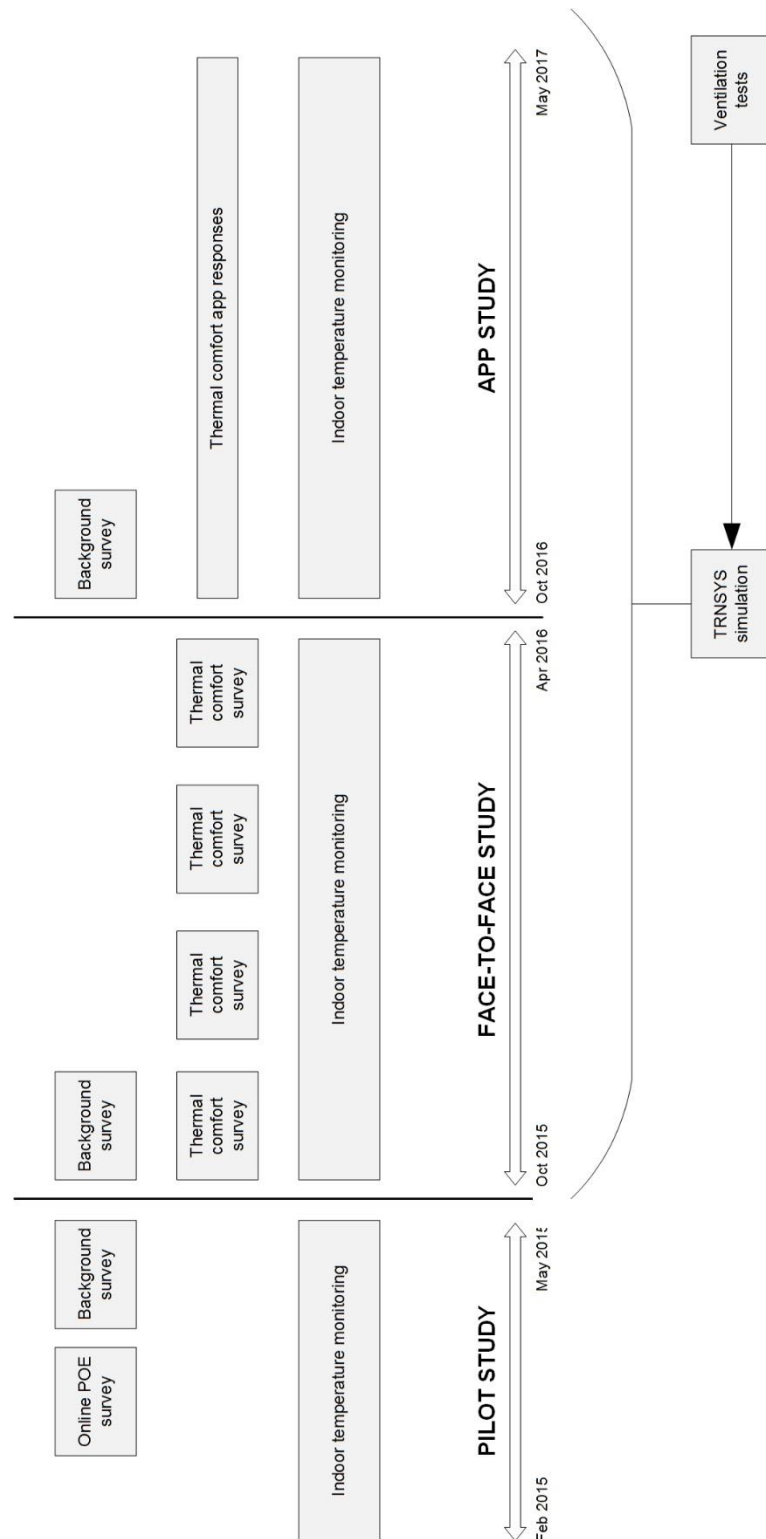 Online POE
survey
Background
survey
Background
survey
Background
survey
Thermal
comfort
survey
Thermal
comfort
survey
Thermal
comfort
survey
Thermal
comfort
survey
Thermal comfort app responses
Indoor temperature monitoring
Indoor temperature monitoring
Indoor temperature monitoring
PILOT STUDY
FACE-TO-FACE STUDY
APP STUDY
Feb 2015
May 2015
Oct 2015
Apr 2016
Oct 2016
May 2017
TRNSYS
simulation
Ventilation
tests